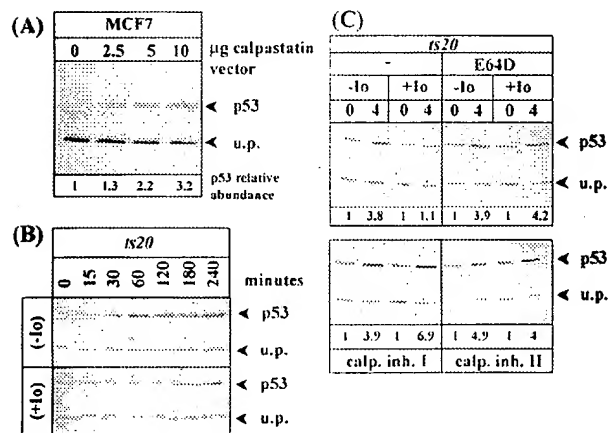 (A)
MCF7
0 2.5 5 10 µg calpastatin vector
p53
u.p.
1 1.3 2.2 3.2 p53 relative abundance
(B)
ts20
0 15 30 60 120 180 240 minutes
(-Io)
p53
u.p.
(+Io)
p53
u.p.
(C)
ts20
- E64D
-Io +Io -Io +Io
0 4 0 4 0 4 0 4
p53
u.p.
1 3.8 1 1.1 1 3.9 1 4.2
p53
u.p.
1 3.9 1 6.9 1 4.9 1 4
calp. inh. I calp. inh. II